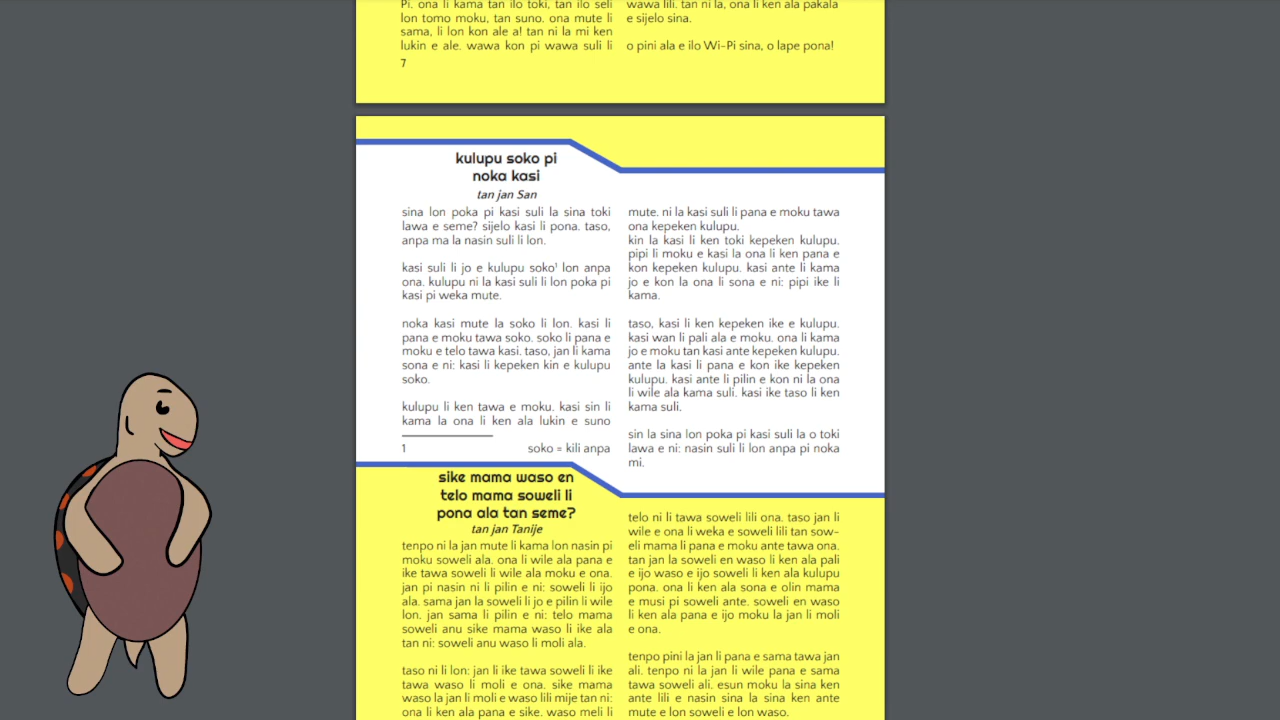 Pi. ona li kama tan ilo toki, tan ilo seli
lon tomo moku, tan suno. ona mute li
sama, li lon kon ale a! tan ni la mi ken
lukin e ale. wawa kon pi wawa suli li
7
wawa lili. tan ni la, ona li ken ala pakala
e sijelo sina.
o pini ala e ilo Wi-Pi sina, o lape pona!
kulupu soko pi
noka kasi
tan jan San
sina lon poka pi kasi suli la sina toki
lawa e seme? sijelo kasi li pona. taso,
anpa ma la nasin suli li lon.
kasi suli li jo e kulupu soko¹ lon anpa
ona. kulupu ni la kasi suli li lon poka pi
kasi pi weka mute.
noka kasi mute la soko li lon. kasi li
pana e moku tawa soko. soko li pana e
moku e telo tawa kasi. taso, jan li kama
sona e ni: kasi li kepeken kin e kulupu
soko.
kulupu li ken tawa e moku. kasi sin li
kama la ona li ken ala lukin e suno
1 soko = kili anpa
mute. ni la kasi suli li pana e moku tawa
ona kepeken kulupu.
kin la kasi li ken toki kepeken kulupu.
pipi li moku e kasi la ona li ken pana e
kon kepeken kulupu. kasi ante li kama
jo e kon la ona li sona e ni: pipi ike li
kama.
taso, kasi li ken kepeken ike e kulupu.
kasi wan li pali ala e moku. ona li kama
jo e moku tan kasi ante kepeken kulupu.
ante la kasi li pana e kon ike kepeken
kulupu. kasi ante li pilin e kon ni la ona
li wile ala kama suli. kasi ike taso li ken
kama suli.
sin la sina lon poka pi kasi suli la o toki
lawa e ni: nasin suli li lon anpa pi noka
mi.
sike mama waso en
telo mama soweli li
pona ala tan seme?
tan jan Tanije
tenpo ni la jan mute li kama lon nasin pi
moku soweli ala. ona li wile ala pana e
ike tawa soweli li wile ala moku e ona.
jan pi nasin ni li pilin e ni: soweli li ijo
ala. sama jan la soweli li jo e pilin li wile
lon. jan sama li pilin e ni: telo mama
soweli anu sike mama waso li ike ala
tan ni: soweli anu waso li moli ala.
taso ni li lon: jan li ike tawa soweli li ike
tawa waso li moli e ona. sike mama
waso la jan li moli e waso lili mije tan ni:
ona li ken ala pana e sike. waso meli li
telo ni li tawa soweli lili ona. taso jan li
wile e ona li weka e soweli lili tan sow-
eli mama li pana e moku ante tawa ona.
tan jan la soweli en waso li ken ala pali
e ijo waso e ijo soweli li ken ala kulupu
pona. ona li ken ala sona e olin mama
e musi pi soweli ante. soweli en waso
li ken ala pana e ijo moku la jan li moli
e ona.
tenpo pini la jan li pana e sama tawa jan
ali. tenpo ni la jan li wile pana e sama
tawa soweli ali. esun moku la sina ken
ante lili e nasin sina la sina ken ante
mute e lon soweli e lon waso.